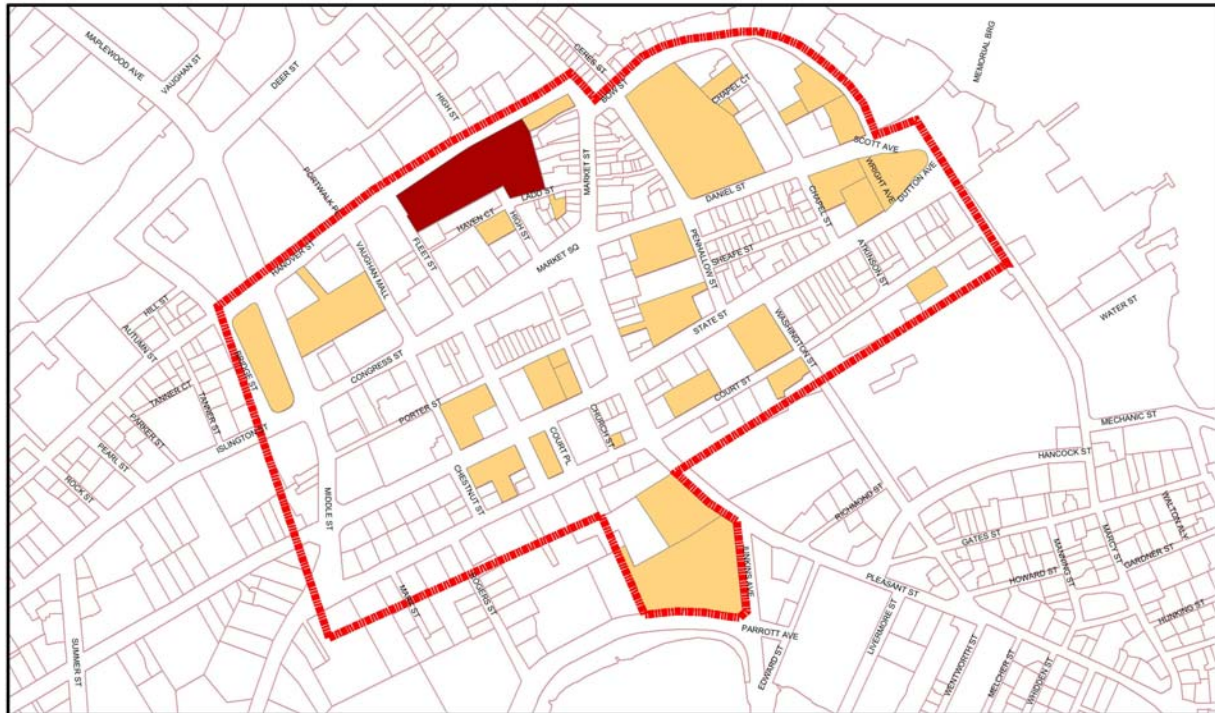 MAPLEWOOD AVE
VAUGHAN ST
DEER ST
HIGH ST
CERES ST
BOW ST
CHAPEL CT
MEMORIAL BRG
SCOTT AVE
WRIGHT AVE
DUTTON AVE
PORTWALK P
LADD ST
MARKET ST
DANIEL ST
CHAPEL ST
HAVEN CT
HIGH ST
FLEET ST
MARKET SQ
PENHALLOW ST
SHEAFE ST
ATKINSON ST
HANOVER ST
VAUGHAN MALL
WATER ST
HILL ST
AUTUMN ST
STATE ST
WASHINGTON ST
BRIDGE ST
CONGRESS ST
TANNER CT
TANNER ST
PORTER ST
COURT ST
PARKER ST
ISLINGTON ST
CHURCH ST
MECHANIC ST
PEARL ST
COURT PL
HANCOCK ST
ROCK ST
CHESTNUT ST
MIDDLE ST
RICHMOND ST
WALTON ALY
GATES ST
MARCY ST
GARDNER ST
MANNING ST
JUNKINS AVE
HOWARD ST
PLEASANT ST
MARK ST
ROGERS ST
HUNKING ST
SUMMER ST
PARROTT AVE
LIVERMORE ST
EDWARD ST
WENTWORTH ST
MELCHER ST
WHIDDEN ST